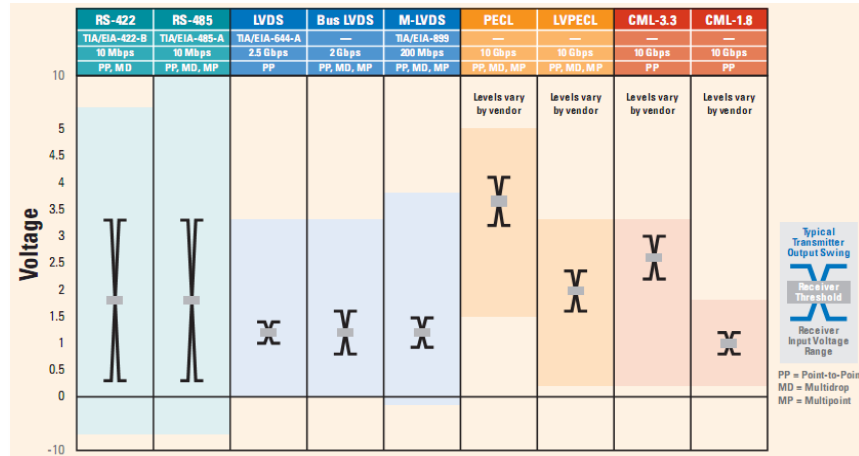 RS-422 RS-485 LVDS Bus LVDS M-LVDS PECL LVPECL CML-3.3 CML-1.8
TIA/EIA-422-B TIA/EIA-485-A TIA/EIA-644-A — TIA/EIA-899 — — — —
10 Mbps 10 Mbps 2.5 Gbps 2 Gbps 200 Mbps 10 Gbps 10 Gbps 10 Gbps 10 Gbps
PP, MD PP, MD, MP PP PP, MD, MP PP, MD, MP PP, MD, MP PP, MD, MP PP PP
10
Levels vary Levels vary Levels vary Levels vary
by vendor by vendor by vendor by vendor
5
4.5
4
3.5
3
2.5
2
1.5
1
0.5
0
-10
Voltage
Typical
Transmitter
Output Swing
Receiver
Threshold
Receiver
Input Voltage
Range
PP = Point-to-Poin
MD = Multidrop
MP = Multipoint